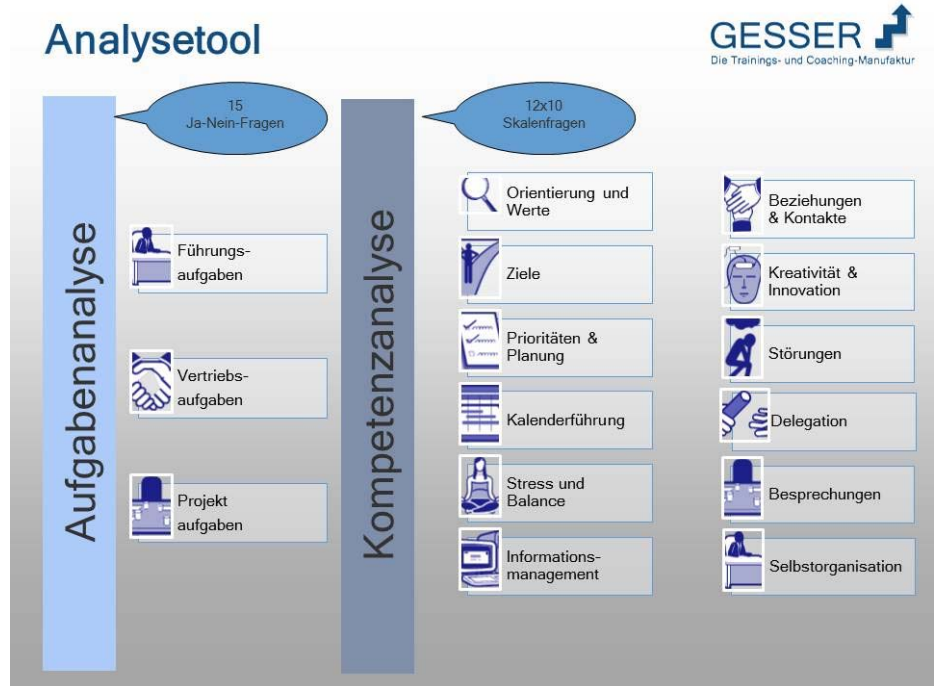 Analysetool
GESSER
Die Trainings- und Coaching-Manufaktur
Aufgabenanalyse
15
Ja-Nein-Fragen
Führungs-
aufgaben
Vertriebs-
aufgaben
Projekt
aufgaben
Kompetenzanalyse
12x10
Skalenfragen
Orientierung und
Werte
Ziele
Prioritäten &
Planung
Kalenderführung
Stress und
Balance
Informations-
management
Beziehungen
& Kontakte
Kreativität &
Innovation
Störungen
Delegation
Besprechungen
Selbstorganisation